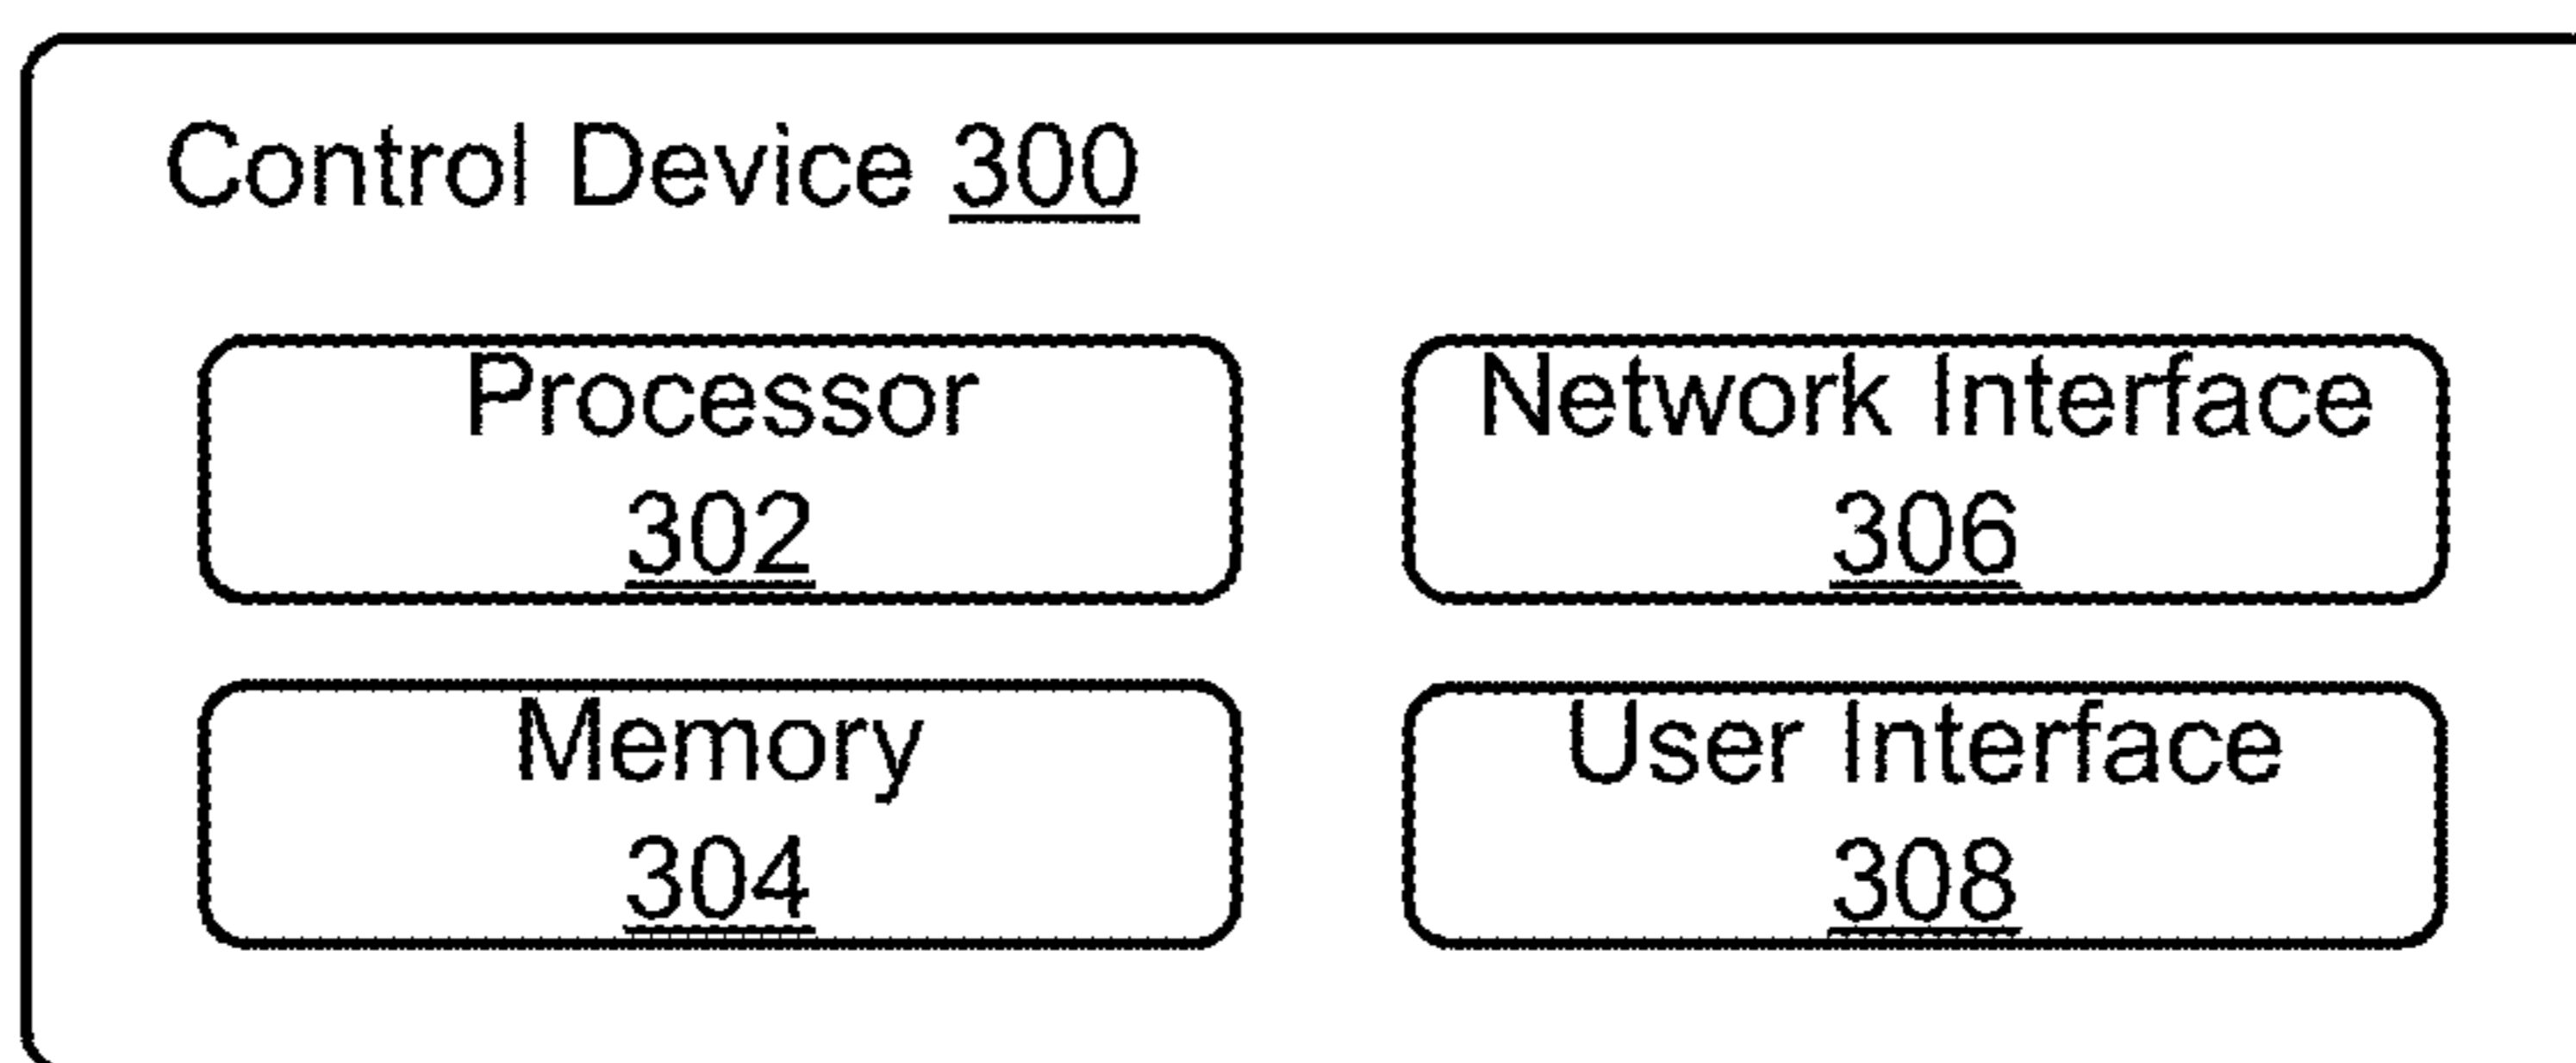 Control Device 300
Processor
302
Network Interface
306
Memory
304
User Interface
308